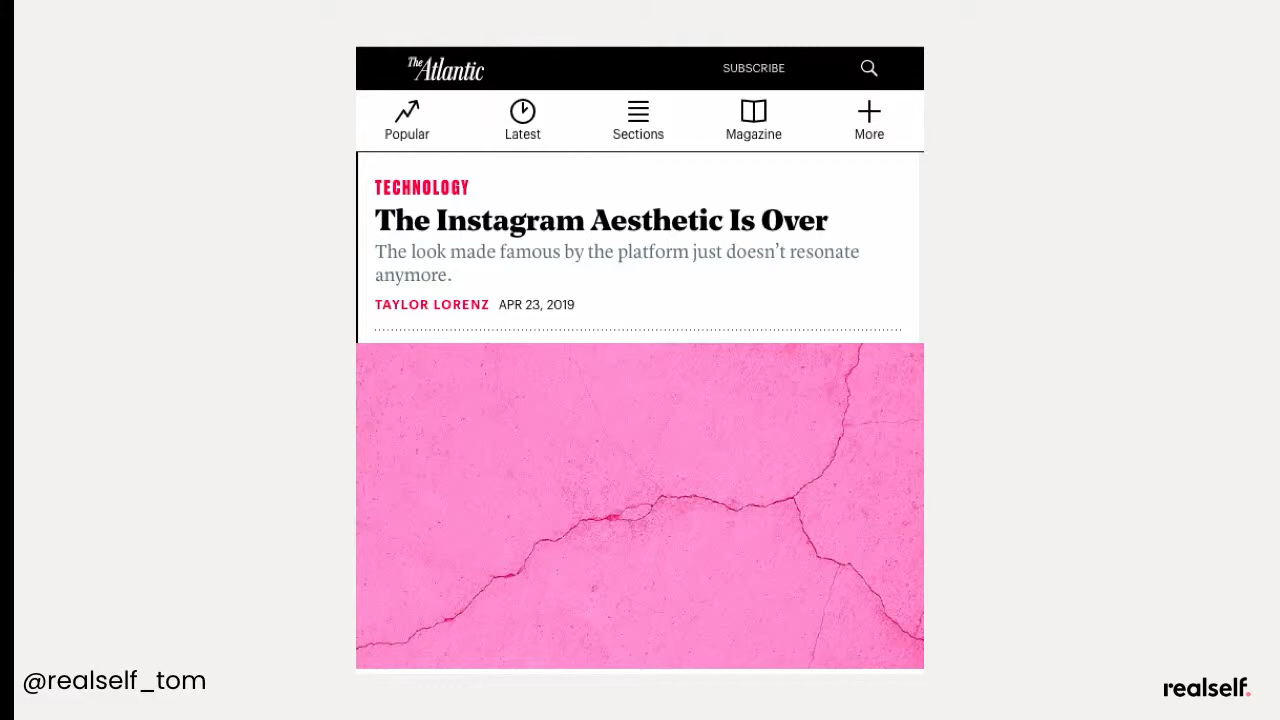 The Atlantic
SUBSCRIBE
Popular
Latest
Sections
Magazine
More
TECHNOLOGY
The Instagram Aesthetic Is Over
The look made famous by the platform just doesn’t resonate
anymore.
TAYLOR LORENZ APR 23, 2019
@realself_tom
realself.